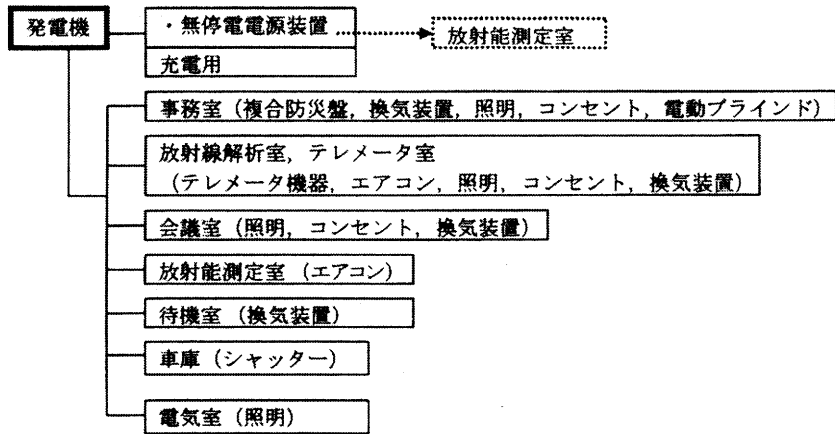 発電機
・無停電電源装置
放射能測定室
充電用
事務室（複合防災盤，換気装置，照明，コンセント，電動ブラインド）
放射線解析室，テレメータ室
（テレメータ機器，エアコン，照明，コンセント，換気装置）
会議室（照明，コンセント，換気装置）
放射能測定室（エアコン）
待機室（換気装置）
車庫（シャッター）
電気室（照明）